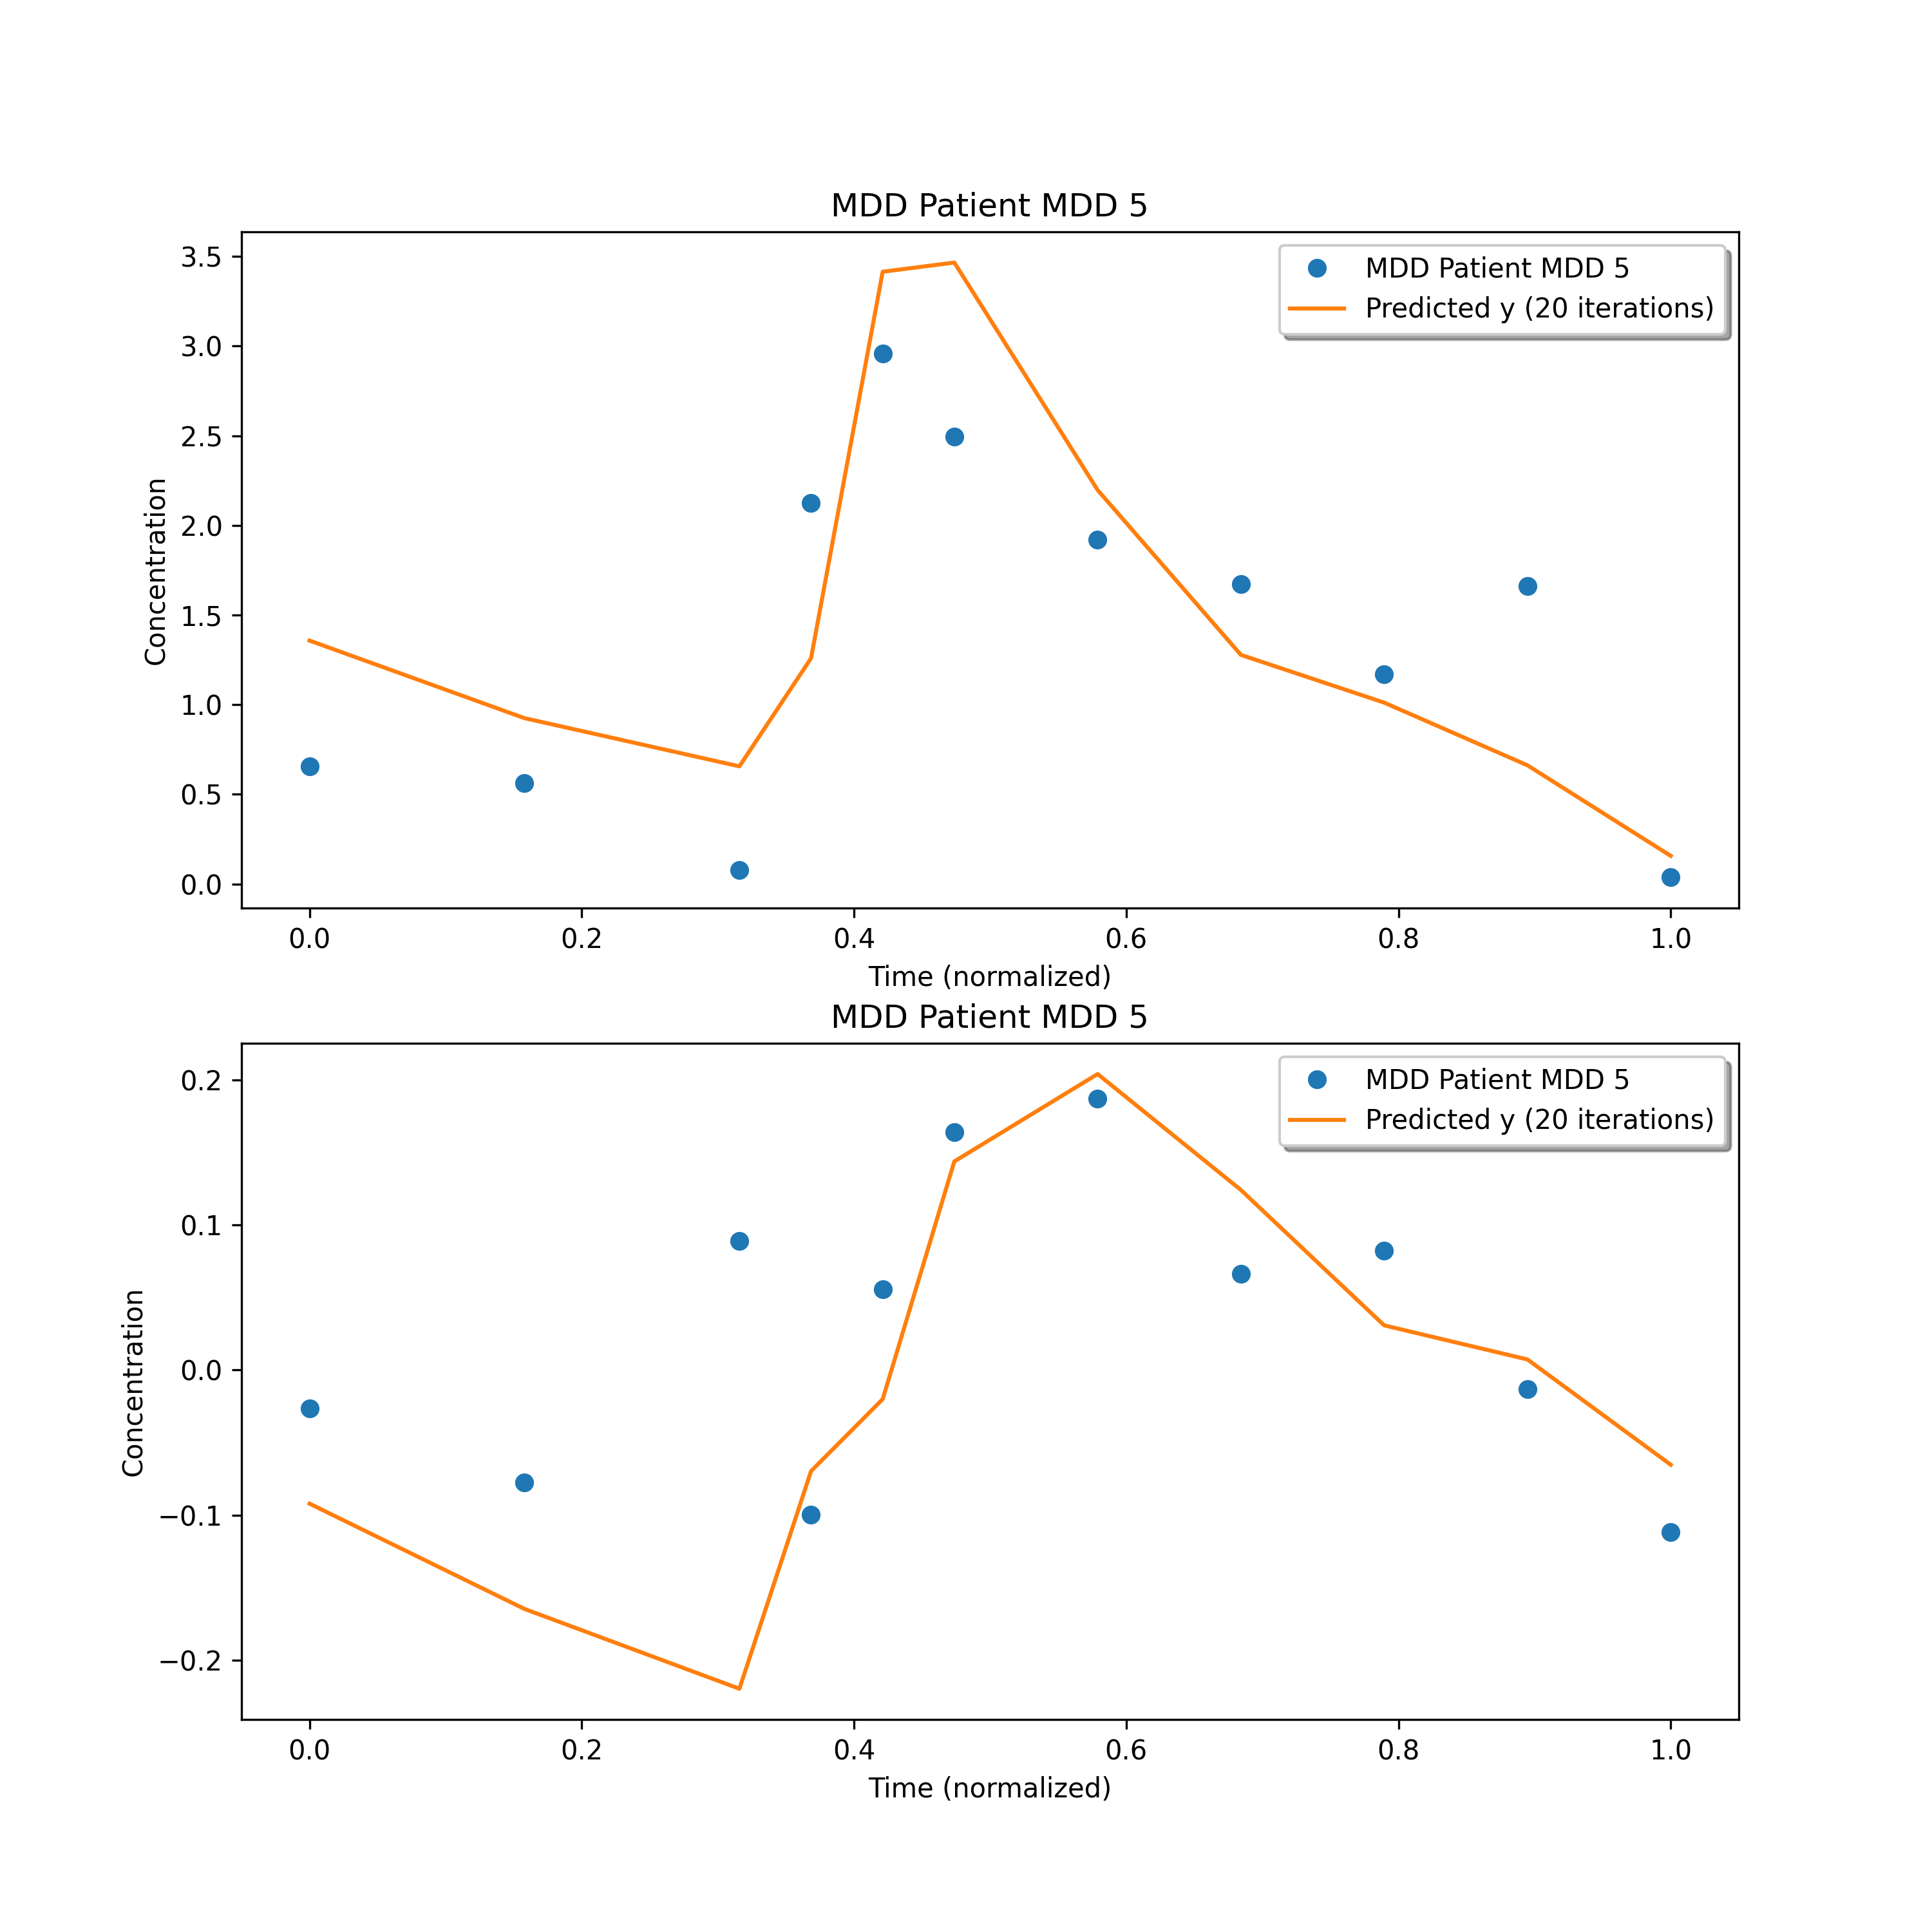 MDD Patient MDD 5
3.5
3.0
2.5
2.0
1.5
1.0
0.5
0.0
Concentration
MDD Patient MDD 5
Predicted y (20 iterations)
0.0 0.2 0.4 0.6 0.8 1.0
Time (normalized)
MDD Patient MDD 5
0.2
0.1
0.0
−0.1
−0.2
Concentration
MDD Patient MDD 5
Predicted y (20 iterations)
0.0 0.2 0.4 0.6 0.8 1.0
Time (normalized)